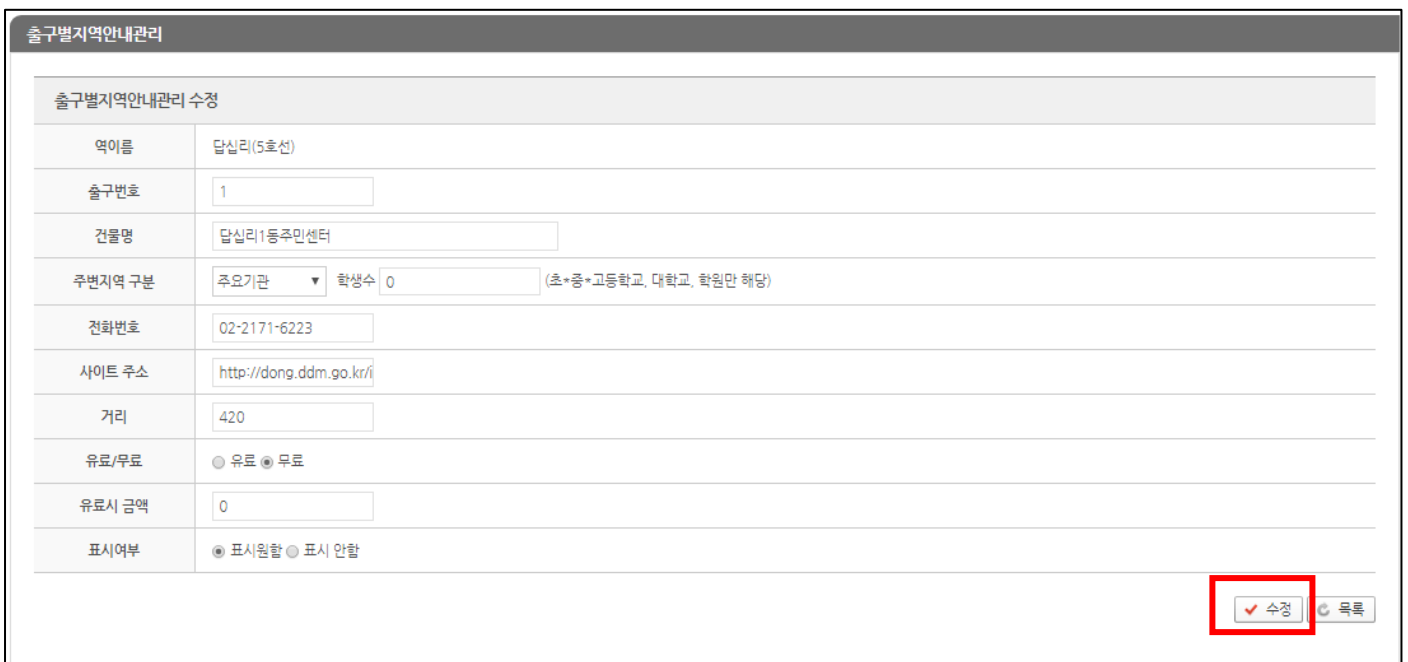 출구별지역안내관리
출구별지역안내관리 수정
역이름 답십리(5호선)
출구번호 1
건물명 답십리1동주민센터
주변지역 구분 주요기관 ▼ 학생수 0 (초*중*고등학교, 대학교, 학원만 해당)
전화번호 02-2171-6223
사이트 주소 http://dong.ddm.go.kr/i
거리 420
유료/무료 유료 무료
유료시 금액 0
표시여부 표시원함 표시 안함
수정 목록